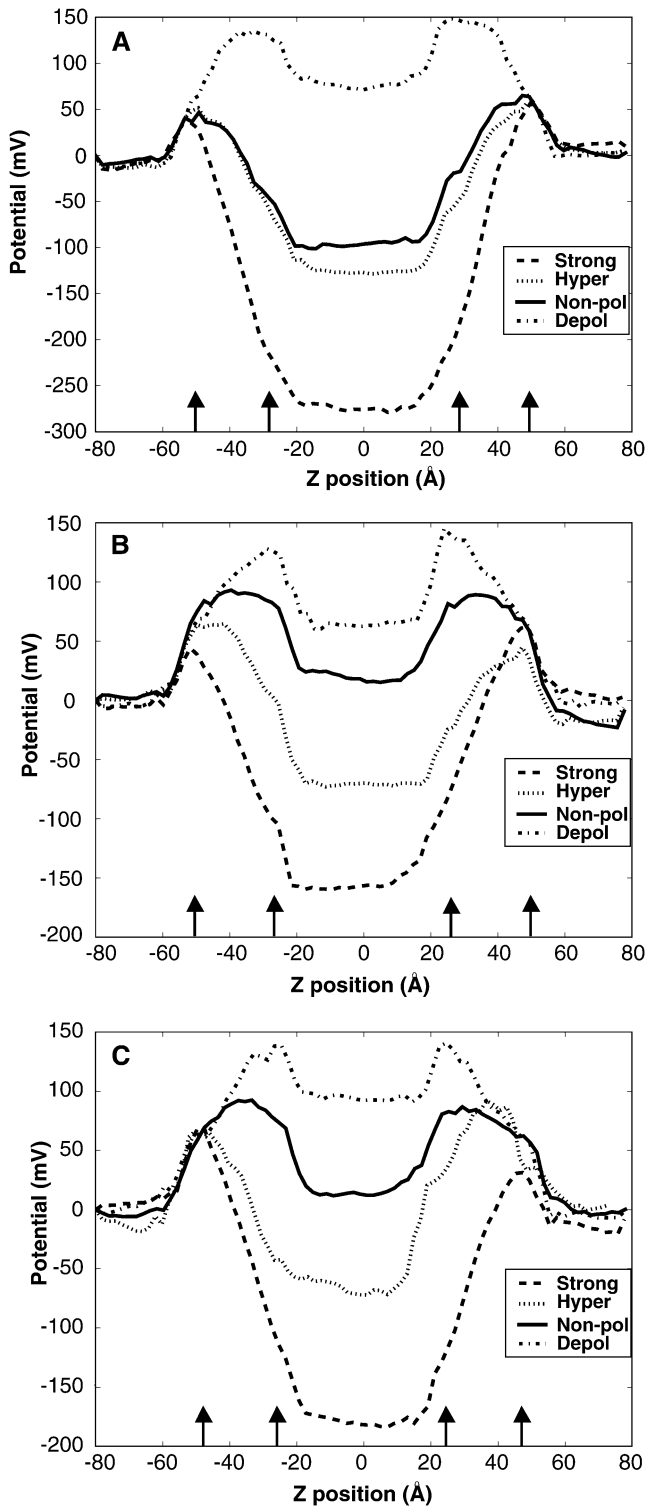 A
150
100
50
0
-50
-100
-150
-200
-250
-300
Potential (mV)
Strong
Hyper
Non-pol
Depol
-80 -60 -40 -20 0 20 40 60 80
Z position (Å)
B
150
100
50
0
-50
-100
-150
-200
Potential (mV)
Strong
Hyper
Non-pol
Depol
-80 -60 -40 -20 0 20 40 60 80
Z position (Å)
C
150
100
50
0
-50
-100
-150
-200
Potential (mV)
Strong
Hyper
Non-pol
Depol
-80 -60 -40 -20 0 20 40 60 80
Z position (Å)